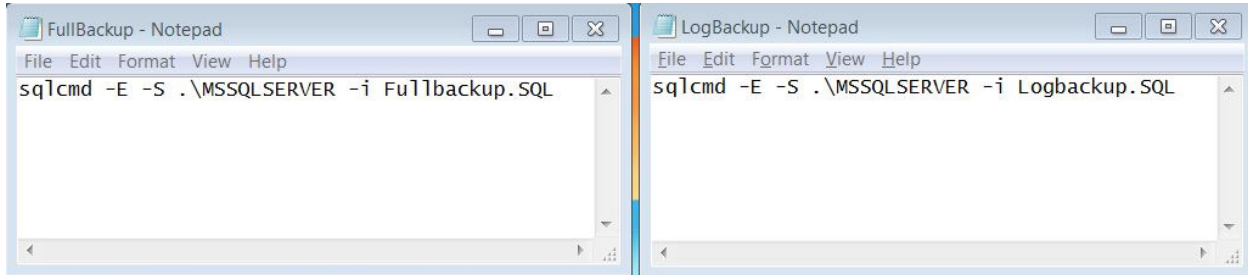 FullBackup - Notepad
File Edit Format View Help
sqlcmd -E -S .\MSSQLSERVER -i Fullbackup.SQL
LogBackup - Notepad
File Edit Format View Help
sqlcmd -E -S .\MSSQLSERVER -i Logbackup.SQL